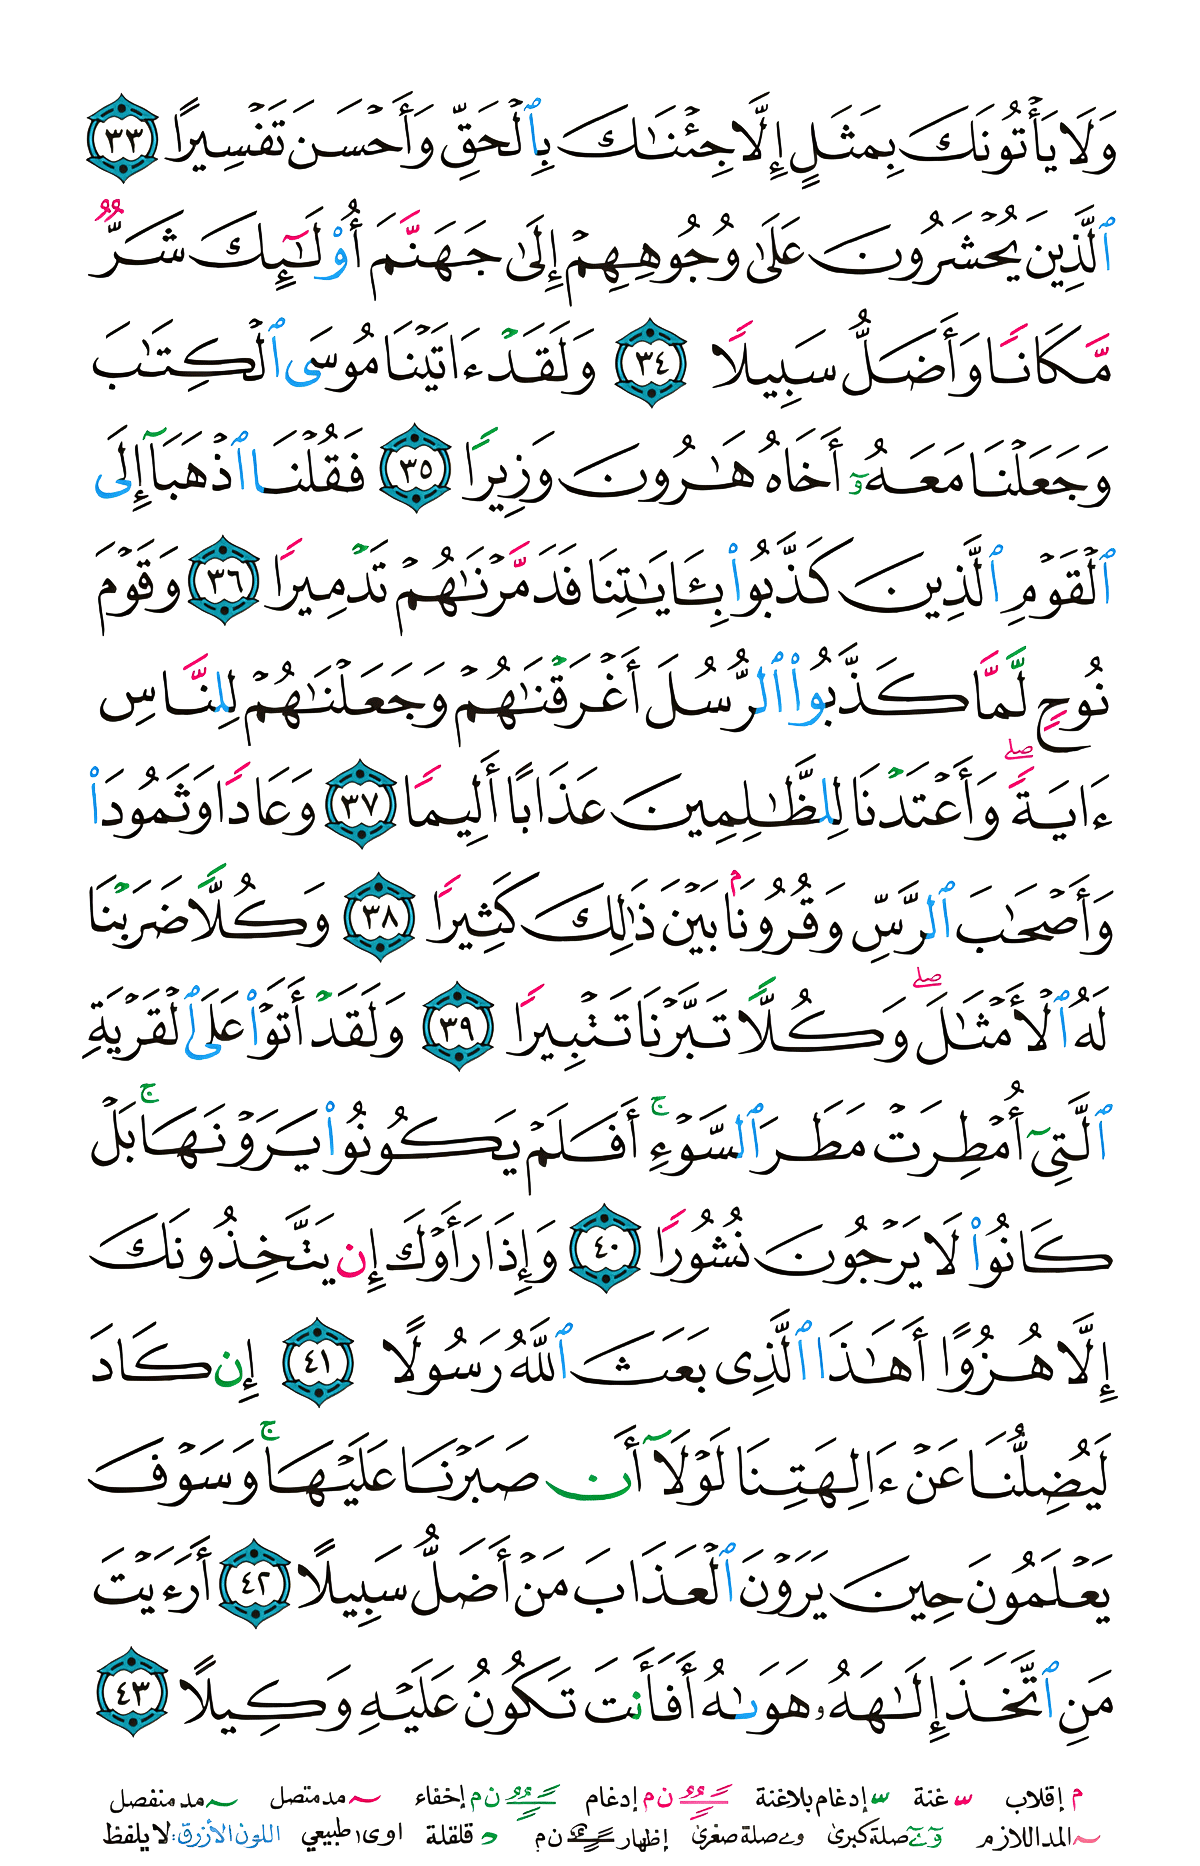 وَلَا يَأْتُونَكَ بِمَثَلٍ إِلَّا جِئْنَٰكَ بِٱلْحَقِّ وَأَحْسَنَ تَفْسِيرًا ٣٣
ٱلَّذِينَ يُحْشَرُونَ عَلَىٰ وُجُوهِهِمْ إِلَىٰ جَهَنَّمَ أُو۟لَٰٓئِكَ شَرٌّ
مَّكَانًا وَأَضَلُّ سَبِيلًا ٣٤ وَلَقَدْ ءَاتَيْنَا مُوسَى ٱلْكِتَٰبَ
وَجَعَلْنَا مَعَهُۥٓ أَخَاهُ هَٰرُونَ وَزِيرًا ٣٥ فَقُلْنَا ٱذْهَبَآ إِلَى
ٱلْقَوْمِ ٱلَّذِينَ كَذَّبُوا۟ بِـَٔايَٰتِنَا فَدَمَّرْنَٰهُمْ تَدْمِيرًا ٣٦ وَقَوْمَ
نُوحٍ لَّمَّا كَذَّبُوا۟ ٱلرُّسُلَ أَغْرَقْنَٰهُمْ وَجَعَلْنَٰهُمْ لِلنَّاسِ
ءَايَةً ۖ وَأَعْتَدْنَا لِلظَّٰلِمِينَ عَذَابًا أَلِيمًا ٣٧ وَعَادًا وَثَمُودَا۟
وَأَصْحَٰبَ ٱلرَّسِّ وَقُرُونًۢا بَيْنَ ذَٰلِكَ كَثِيرًا ٣٨ وَكُلًّا ضَرَبْنَا
لَهُ ٱلْأَمْثَٰلَ ۖ وَكُلًّا تَبَّرْنَا تَتْبِيرًا ٣٩ وَلَقَدْ أَتَوْا۟ عَلَى ٱلْقَرْيَةِ
ٱلَّتِىٓ أُمْطِرَتْ مَطَرَ ٱلسَّوْءِ ۚ أَفَلَمْ يَكُونُوا۟ يَرَوْنَهَا ۚ بَلْ
كَانُوا۟ لَا يَرْجُونَ نُشُورًا ٤٠ وَإِذَا رَأَوْكَ إِن يَتَّخِذُونَكَ
إِلَّا هُزُوًا أَهَٰذَا ٱلَّذِى بَعَثَ ٱللَّهُ رَسُولًا ٤١ إِن كَادَ
لَيُضِلُّنَا عَنْ ءَالِهَتِنَا لَوْلَآ أَن صَبَرْنَا عَلَيْهَا ۚ وَسَوْفَ
يَعْلَمُونَ حِينَ يَرَوْنَ ٱلْعَذَابَ مَنْ أَضَلُّ سَبِيلًا ٤٢ أَرَءَيْتَ
مَنِ ٱتَّخَذَ إِلَٰهَهُۥ هَوَىٰهُ أَفَأَنتَ تَكُونُ عَلَيْهِ وَكِيلًا ٤٣
م إقلاب غنة إدغام بلاغنة ن م إدغام ن م إخفاء مد متصل مد منفصل
المد اللازم صلة كبرى و ے صلة صغرى إظهار ن م قلقلة ا و ى طبيعي اللون الأزرق: لا يلفظ